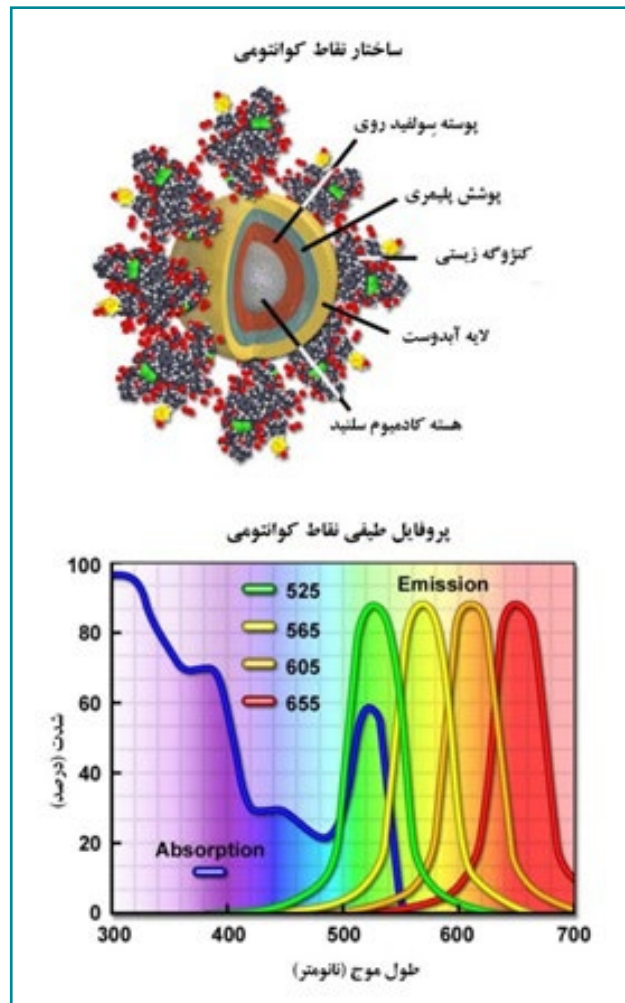 ساختار نقاط کوانتومی
پوسته سِولفید روی
پوشش پلیمری
کنژوگه زیستی
لایه آبدوست
هسته کادمیوم سلنید
پروفایل طیفی نقاط کوانتومی
100
80
60
40
20
0
شدت (درصد)
Emission
525
565
605
655
Absorption
300 400 500 600 700
طول موج (نانومتر)